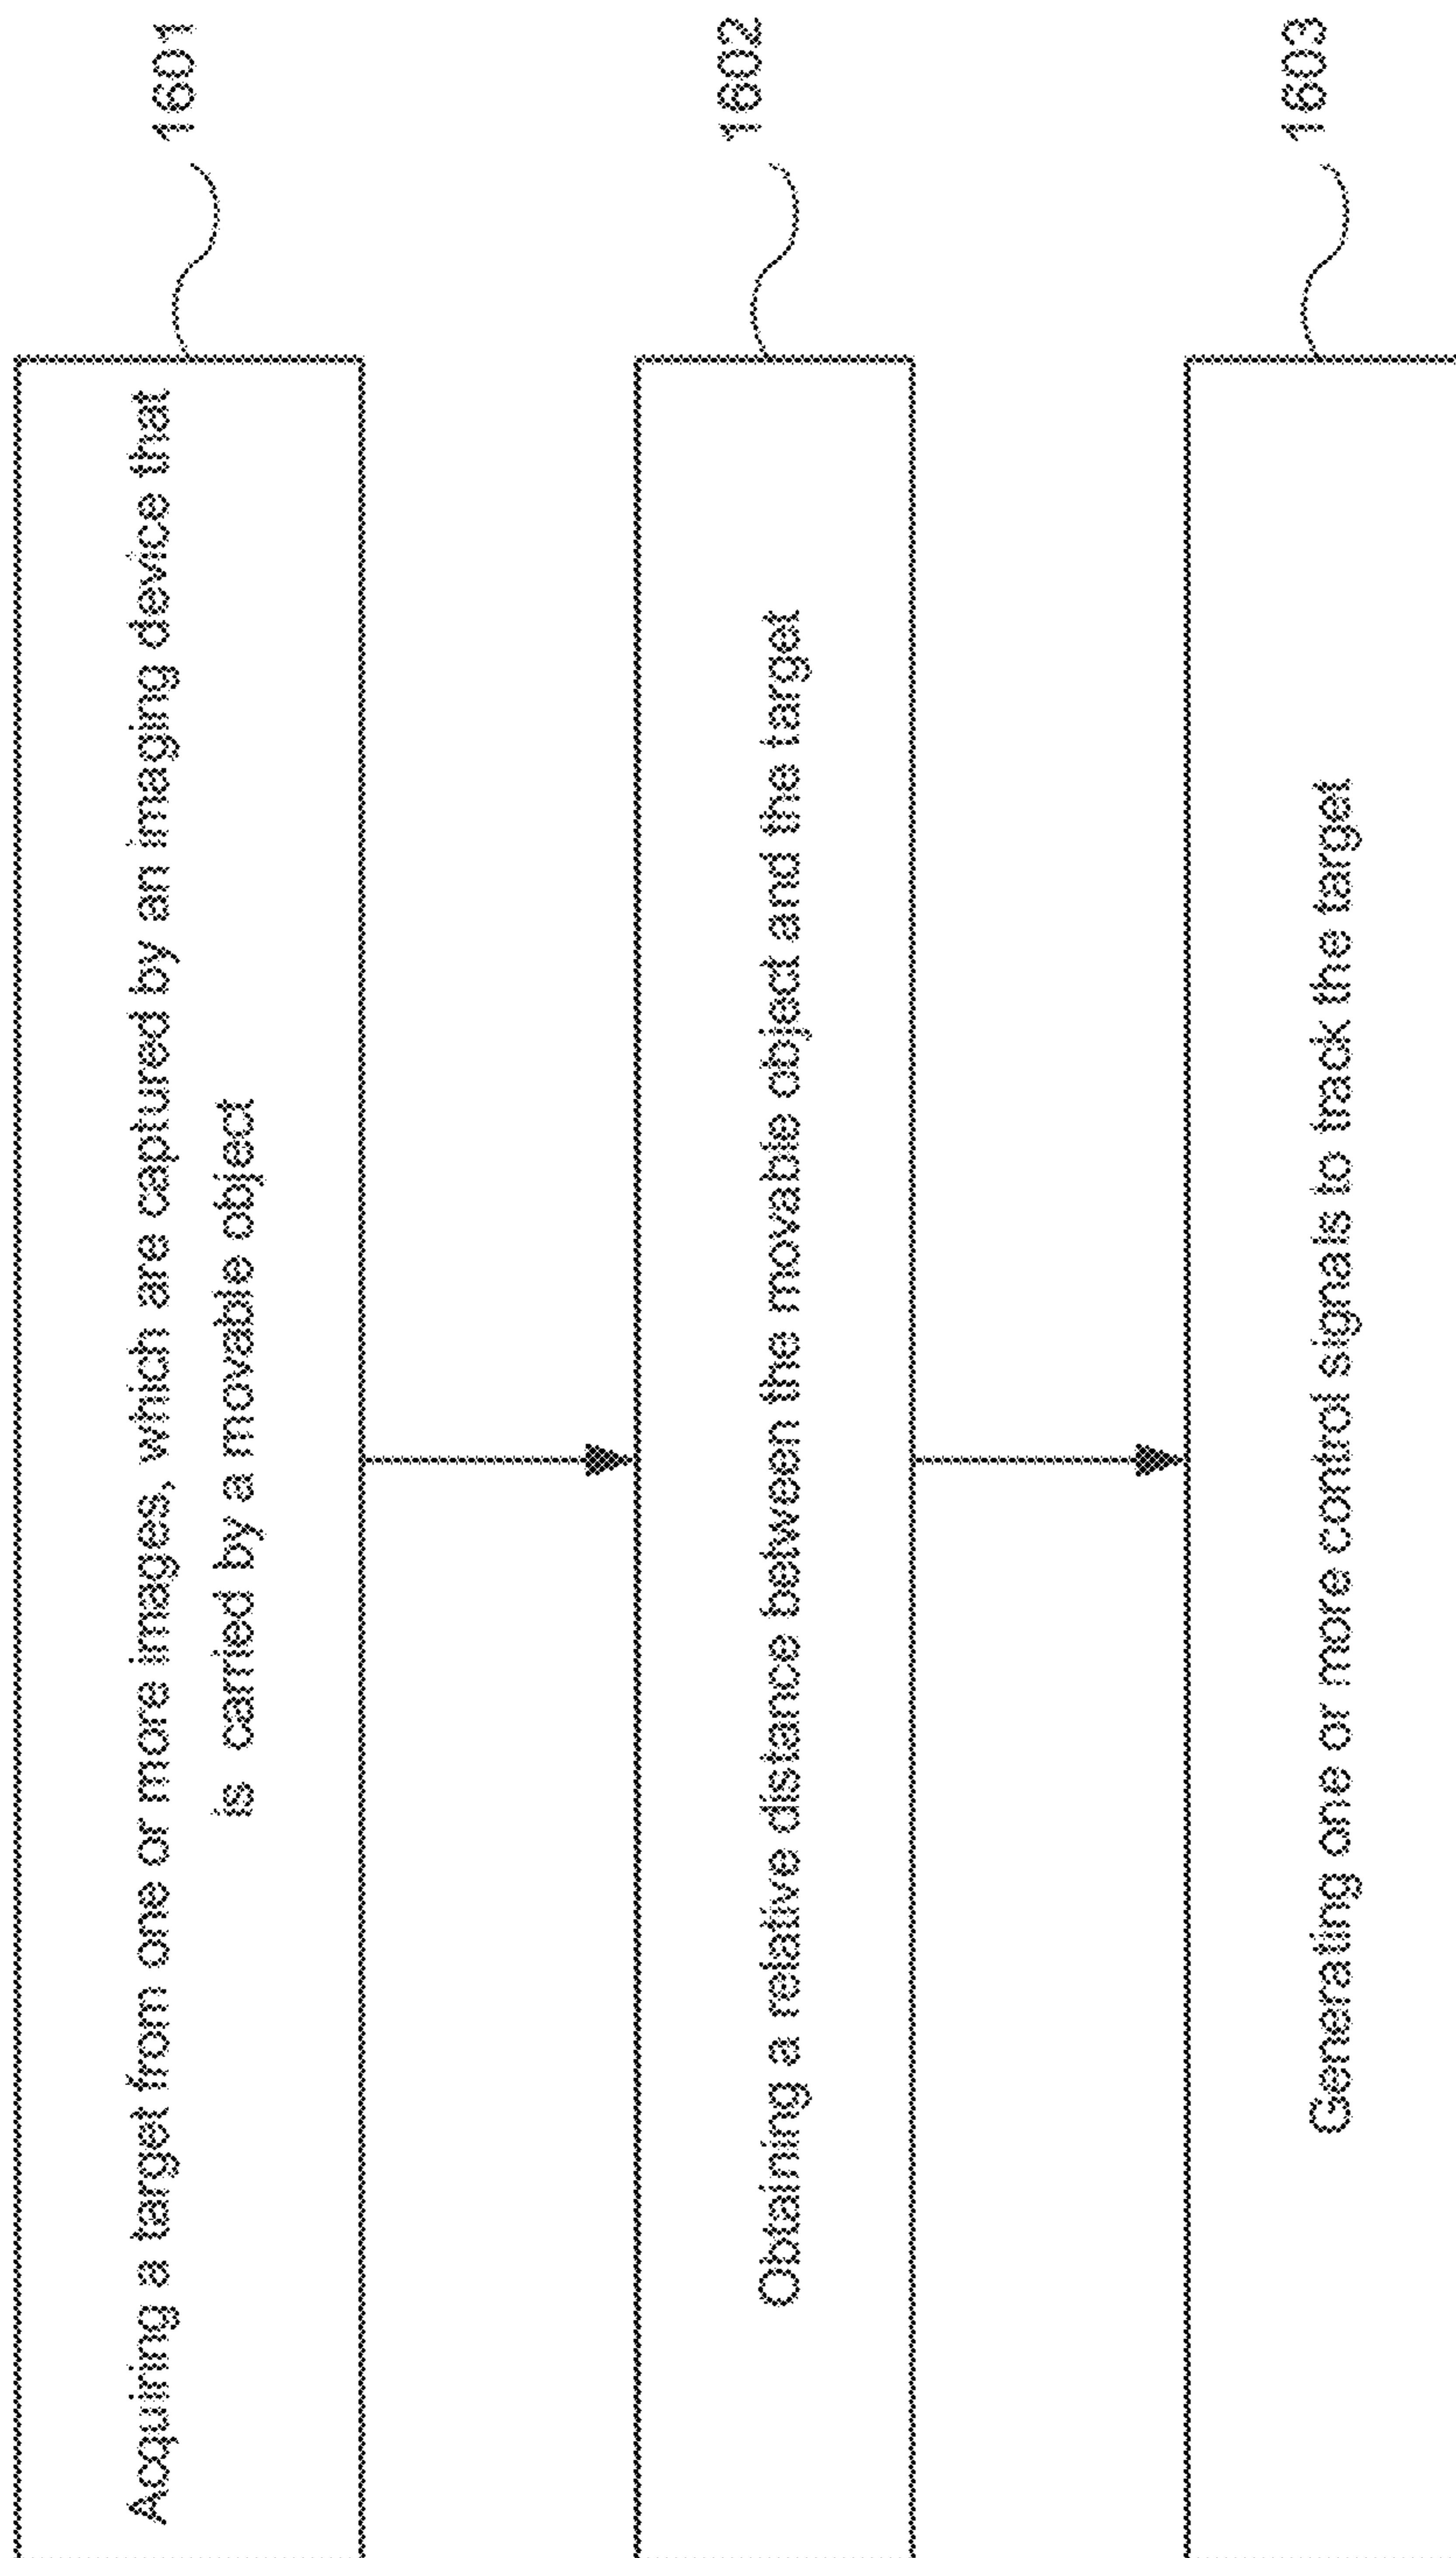 Acquiring a target from one or more images, which are captured by an imaging device that
is carried by a movable object
1601
Obtaining a relative distance between the movable object and the target
1602
Generating one or more control signals to track the target
1603